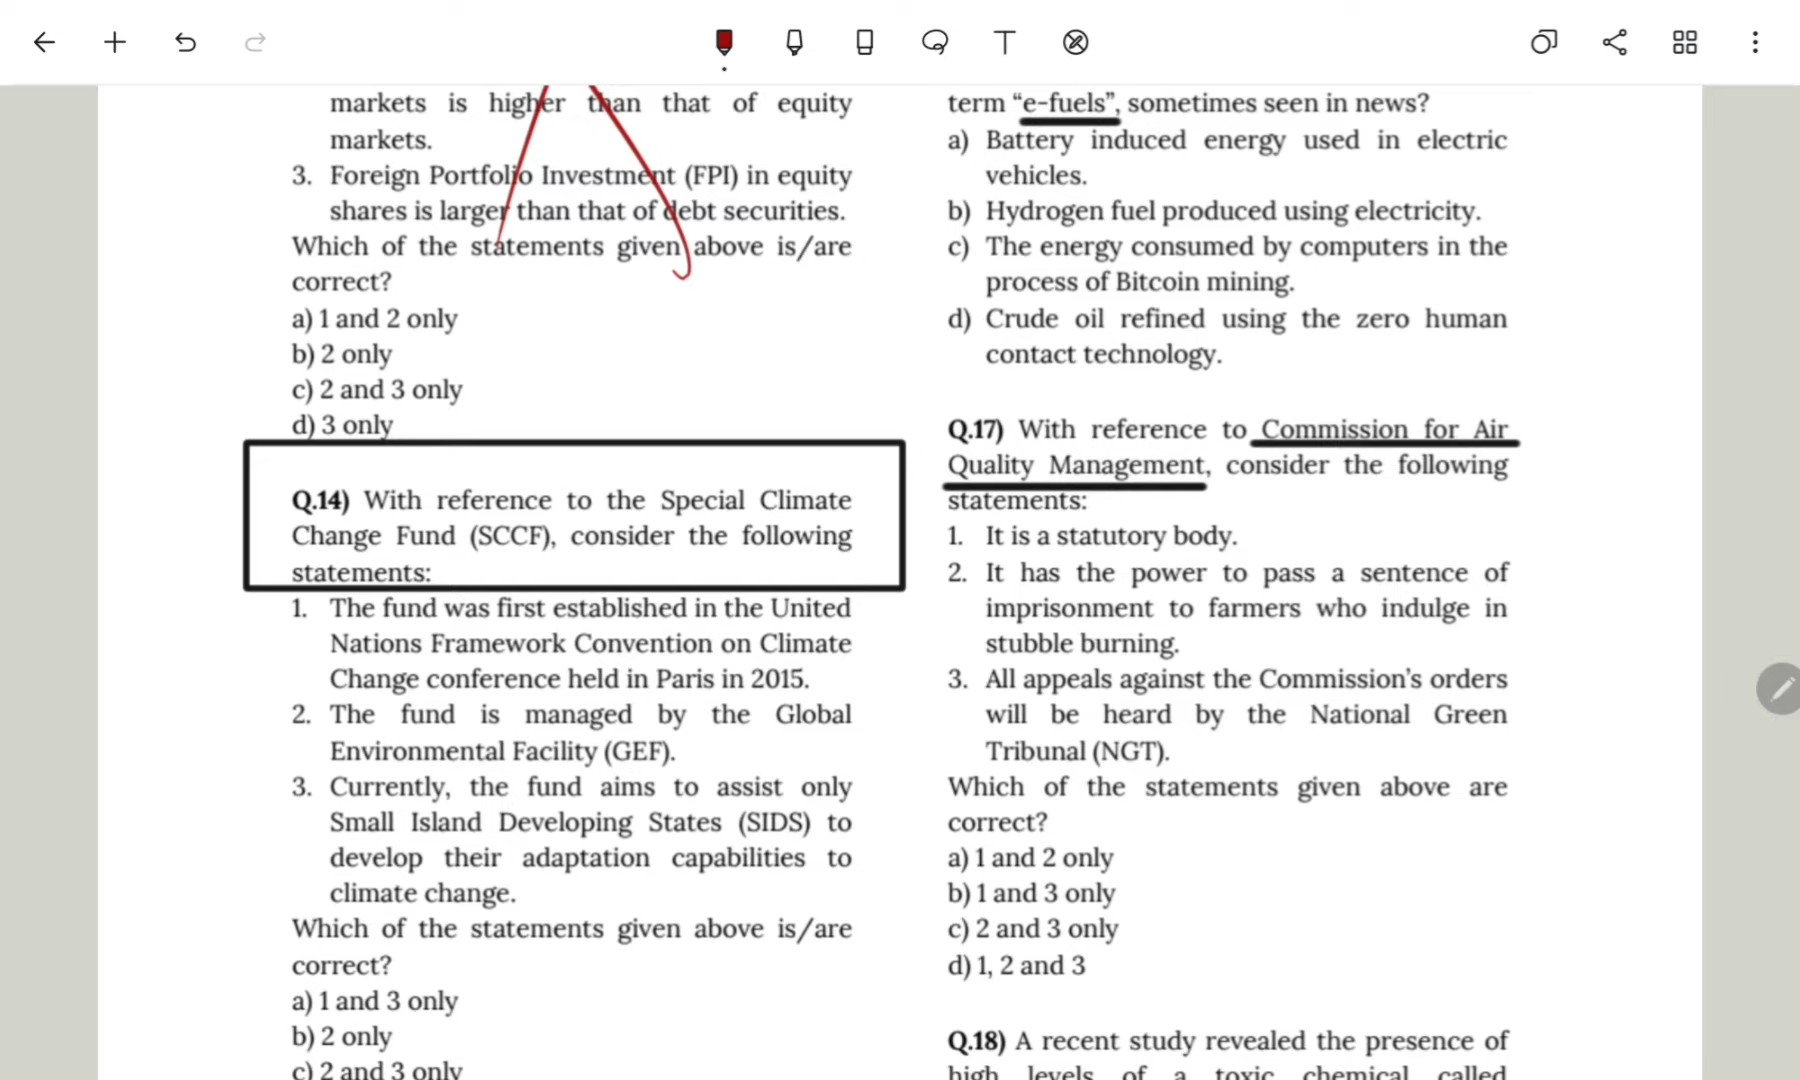 markets is higher than that of equity
markets.
3. Foreign Portfolio Investment (FPI) in equity
shares is larger than that of debt securities.
Which of the statements given above is/are
correct?
a) 1 and 2 only
b) 2 only
c) 2 and 3 only
d) 3 only
Q.14) With reference to the Special Climate
Change Fund (SCCF), consider the following
statements:
1. The fund was first established in the United
Nations Framework Convention on Climate
Change conference held in Paris in 2015.
2. The fund is managed by the Global
Environmental Facility (GEF).
3. Currently, the fund aims to assist only
Small Island Developing States (SIDS) to
develop their adaptation capabilities to
climate change.
Which of the statements given above is/are
correct?
a) 1 and 3 only
b) 2 only
c) 2 and 3 only
term “e-fuels”, sometimes seen in news?
a) Battery induced energy used in electric
vehicles.
b) Hydrogen fuel produced using electricity.
c) The energy consumed by computers in the
process of Bitcoin mining.
d) Crude oil refined using the zero human
contact technology.
Q.17) With reference to Commission for Air
Quality Management, consider the following
statements:
1. It is a statutory body.
2. It has the power to pass a sentence of
imprisonment to farmers who indulge in
stubble burning.
3. All appeals against the Commission’s orders
will be heard by the National Green
Tribunal (NGT).
Which of the statements given above are
correct?
a) 1 and 2 only
b) 1 and 3 only
c) 2 and 3 only
d) 1, 2 and 3
Q.18) A recent study revealed the presence of
high levels of a toxic chemical called